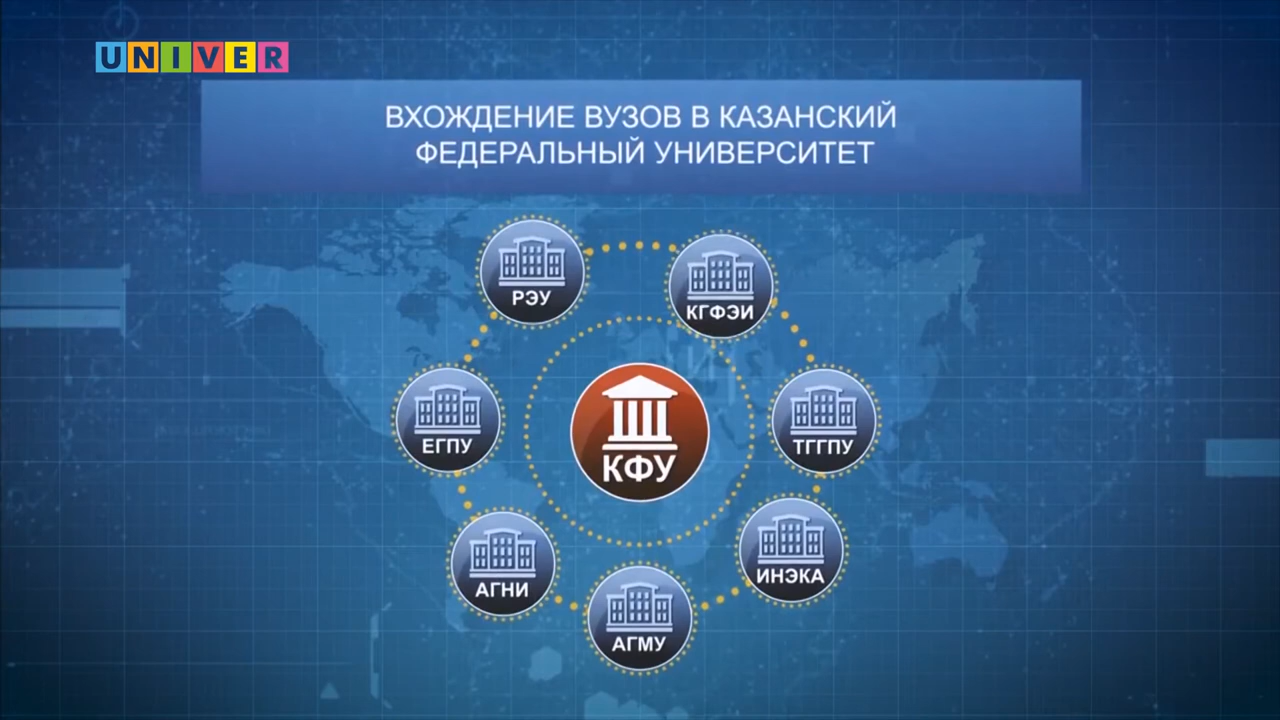 UNIVER
ВХОЖДЕНИЕ ВУЗОВ В КАЗАНСКИЙ
ФЕДЕРАЛЬНЫЙ УНИВЕРСИТЕТ
РЭУ
КГФЭИ
ЕГПУ
КФУ
ТГГПУ
АГНИ
ИНЭКА
АГМУ